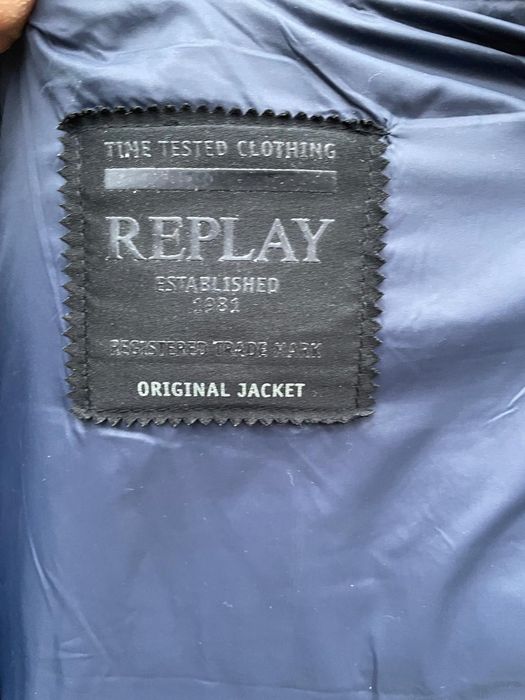 TIME TESTED CLOTHING
REPLAY
ESTABLISHED
1981
REGISTERED TRADE MARK
ORIGINAL JACKET